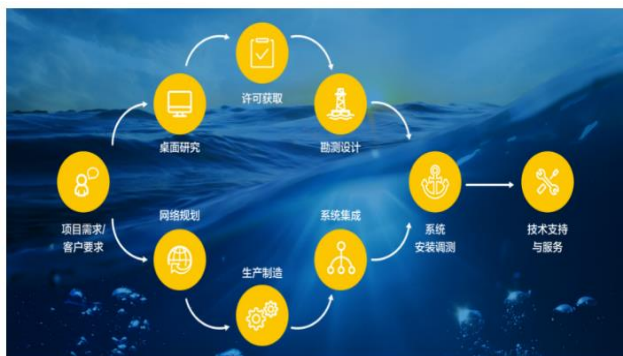 许可获取
桌面研究
勘测设计
项目需求/
客户要求
网络规划
系统集成
系统
安装调测
技术支持
与服务
生产制造